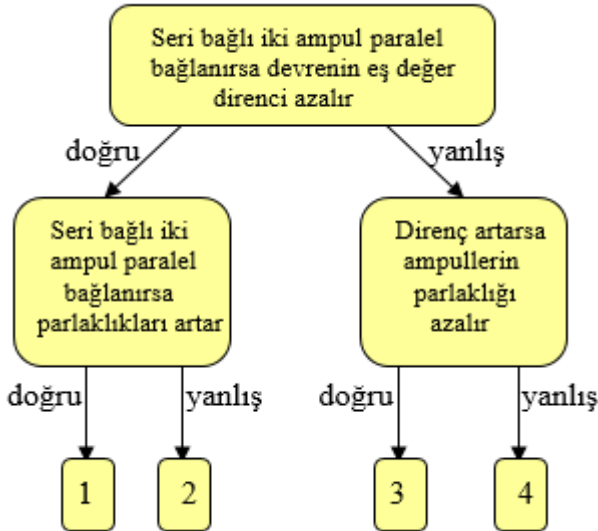 Seri bağlı iki ampul paralel
bağlanırsa devrenin eş değer
direnci azalır
doğru
yanlış
Seri bağlı iki
ampul paralel
bağlanırsa
parlaklıkları artar
Direnç artarsa
ampullerin
parlaklığı
azalır
doğru
yanlış
doğru
yanlış
1
2
3
4